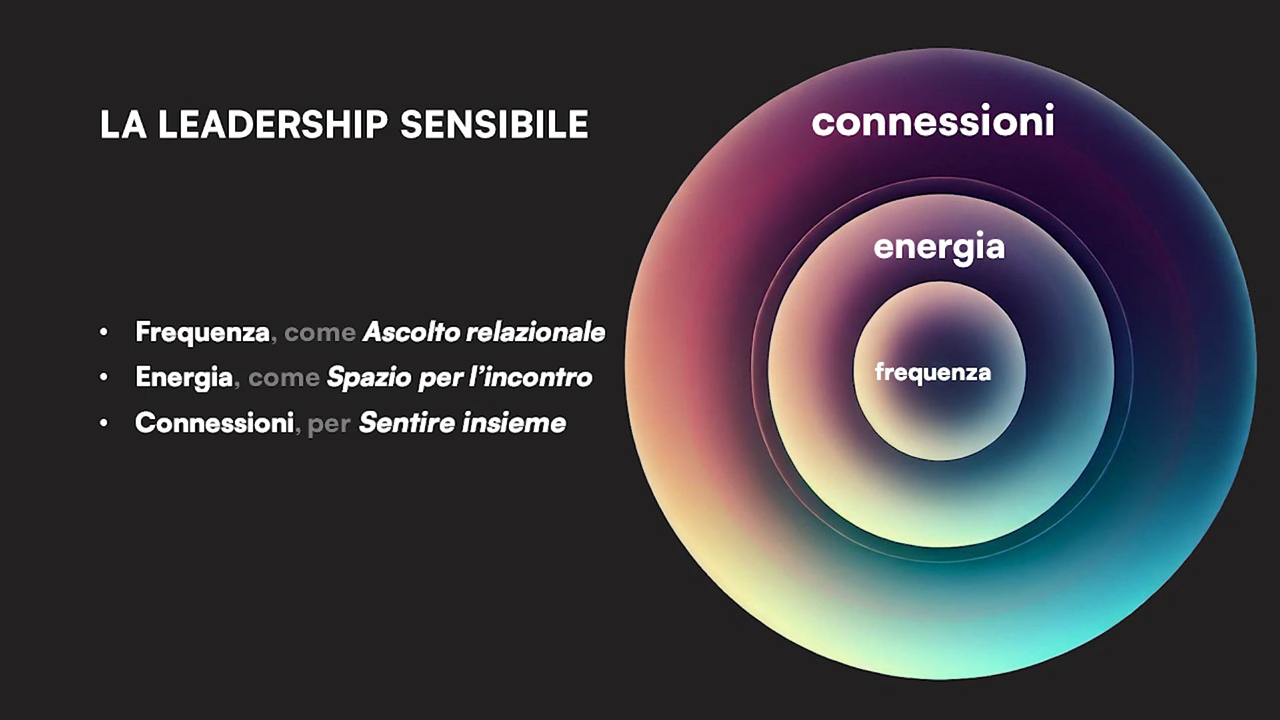 LA LEADERSHIP SENSIBILE
• Frequenza, come Ascolto relazionale
• Energia, come Spazio per l’incontro
• Connessioni, per Sentire insieme
connessioni
energia
frequenza